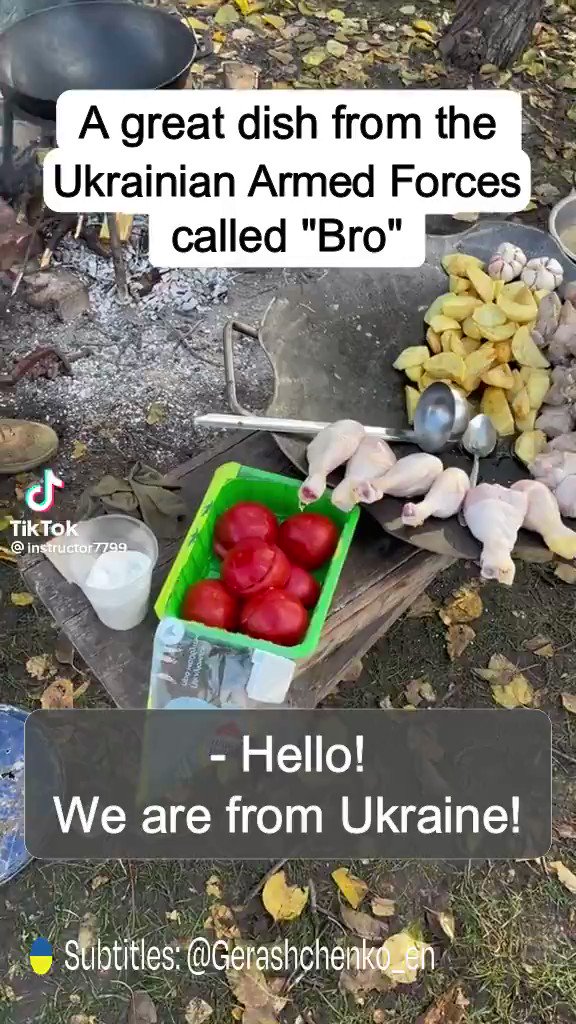 A great dish from the
Ukrainian Armed Forces
called "Bro"
TikTok
@instructor7799
- Hello!
We are from Ukraine!
Subtitles: @Gerashchenko_en